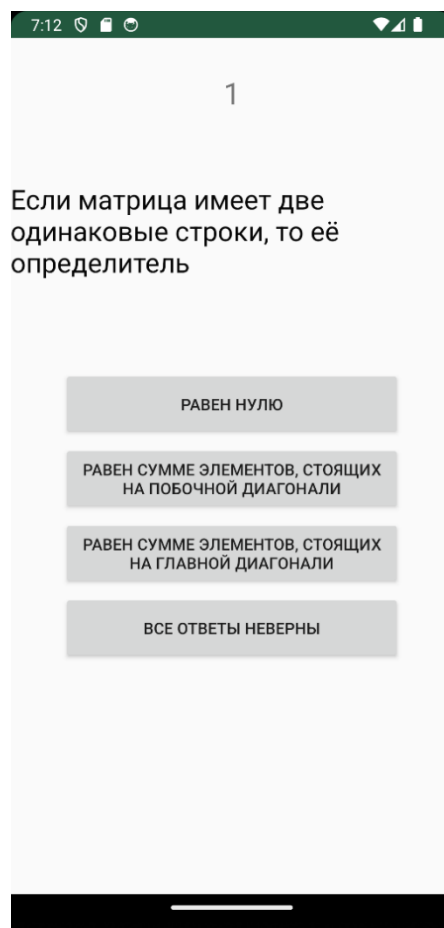 7:12
1
Если матрица имеет две
одинаковые строки, то её
определитель
РАВЕН НУЛЮ
РАВЕН СУММЕ ЭЛЕМЕНТОВ, СТОЯЩИХ
НА ПОБОЧНОЙ ДИАГОНАЛИ
РАВЕН СУММЕ ЭЛЕМЕНТОВ, СТОЯЩИХ
НА ГЛАВНОЙ ДИАГОНАЛИ
ВСЕ ОТВЕТЫ НЕВЕРНЫ